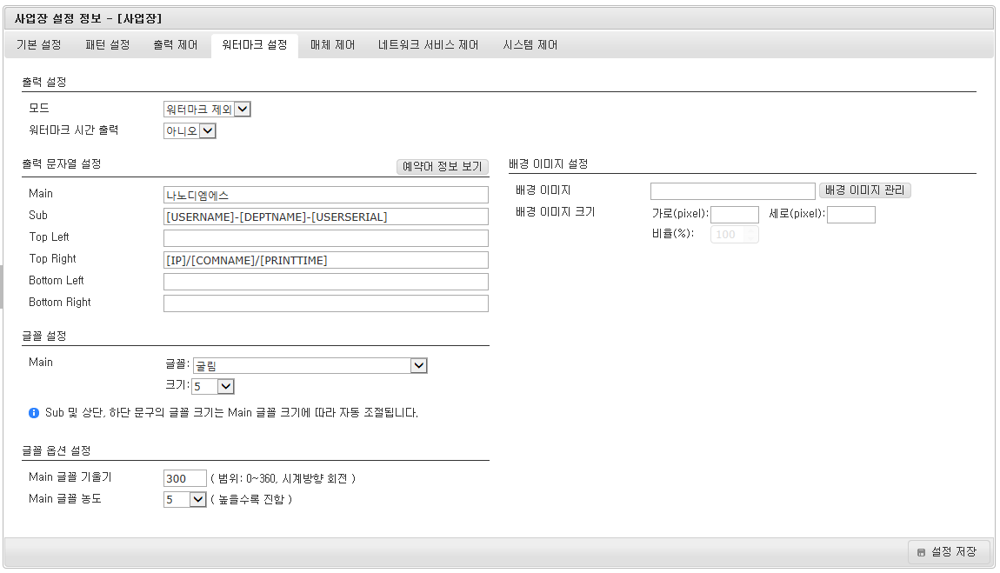 사업장 설정 정보 - [사업장]
기본 설정 패턴 설정 출력 제어 워터마크 설정 매체 제어 네트워크 서비스 제어 시스템 제어
출력 설정
모드 워터마크 제외
워터마크 시간 출력 아니오
출력 문자열 설정 예약어 정보 보기
Main 나노디엠에스
Sub [USERNAME]-[DEPTNAME]-[USERSERIAL]
Top Left
Top Right [IP]/[COMNAME]/[PRINTTIME]
Bottom Left
Bottom Right
배경 이미지 설정
배경 이미지 배경 이미지 관리
배경 이미지 크기 가로(pixel): 세로(pixel):
비율(%): 100
글꼴 설정
Main 글꼴: 굴림
크기: 5
Sub 및 상단, 하단 문구의 글꼴 크기는 Main 글꼴 크기에 따라 자동 조절됩니다.
글꼴 옵션 설정
Main 글꼴 기울기 300 ( 범위: 0~360, 시계방향 회전 )
Main 글꼴 농도 5 ( 높을수록 진함 )
설정 저장